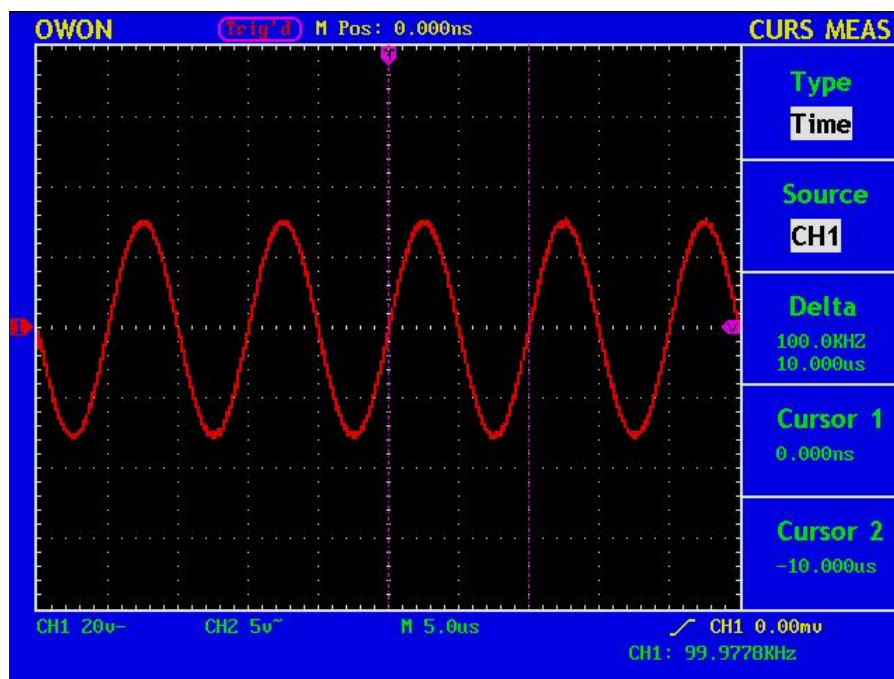 OWON Trig'd M Pos: 0.000ns CURS MEAS
T
Type
Time
Source
CH1
1
Delta
100.0KHZ
10.000us
Cursor 1
0.000ns
Cursor 2
-10.000us
CH1 20v-
CH2 5v~
M 5.0us
CH1 0.00mv
CH1: 99.9778KHz